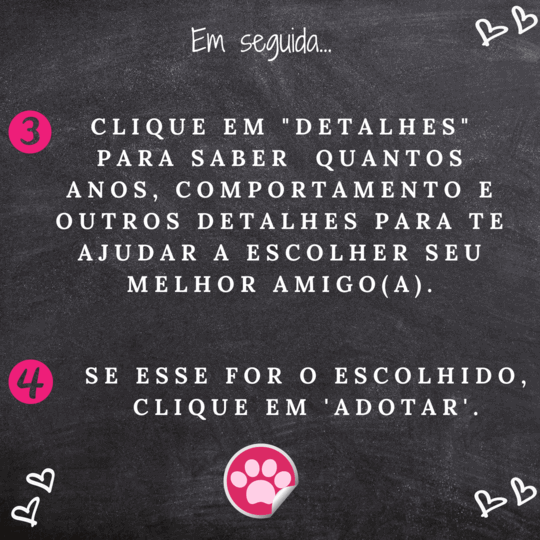 Em seguida...
3
CLIQUE EM "DETALHES"
PARA SABER QUANTOS
ANOS, COMPORTAMENTO E
OUTROS DETALHES PARA TE
AJUDAR A ESCOLHER SEU
MELHOR AMIGO(A).
4
SE ESSE FOR O ESCOLHIDO,
CLIQUE EM 'ADOTAR'.